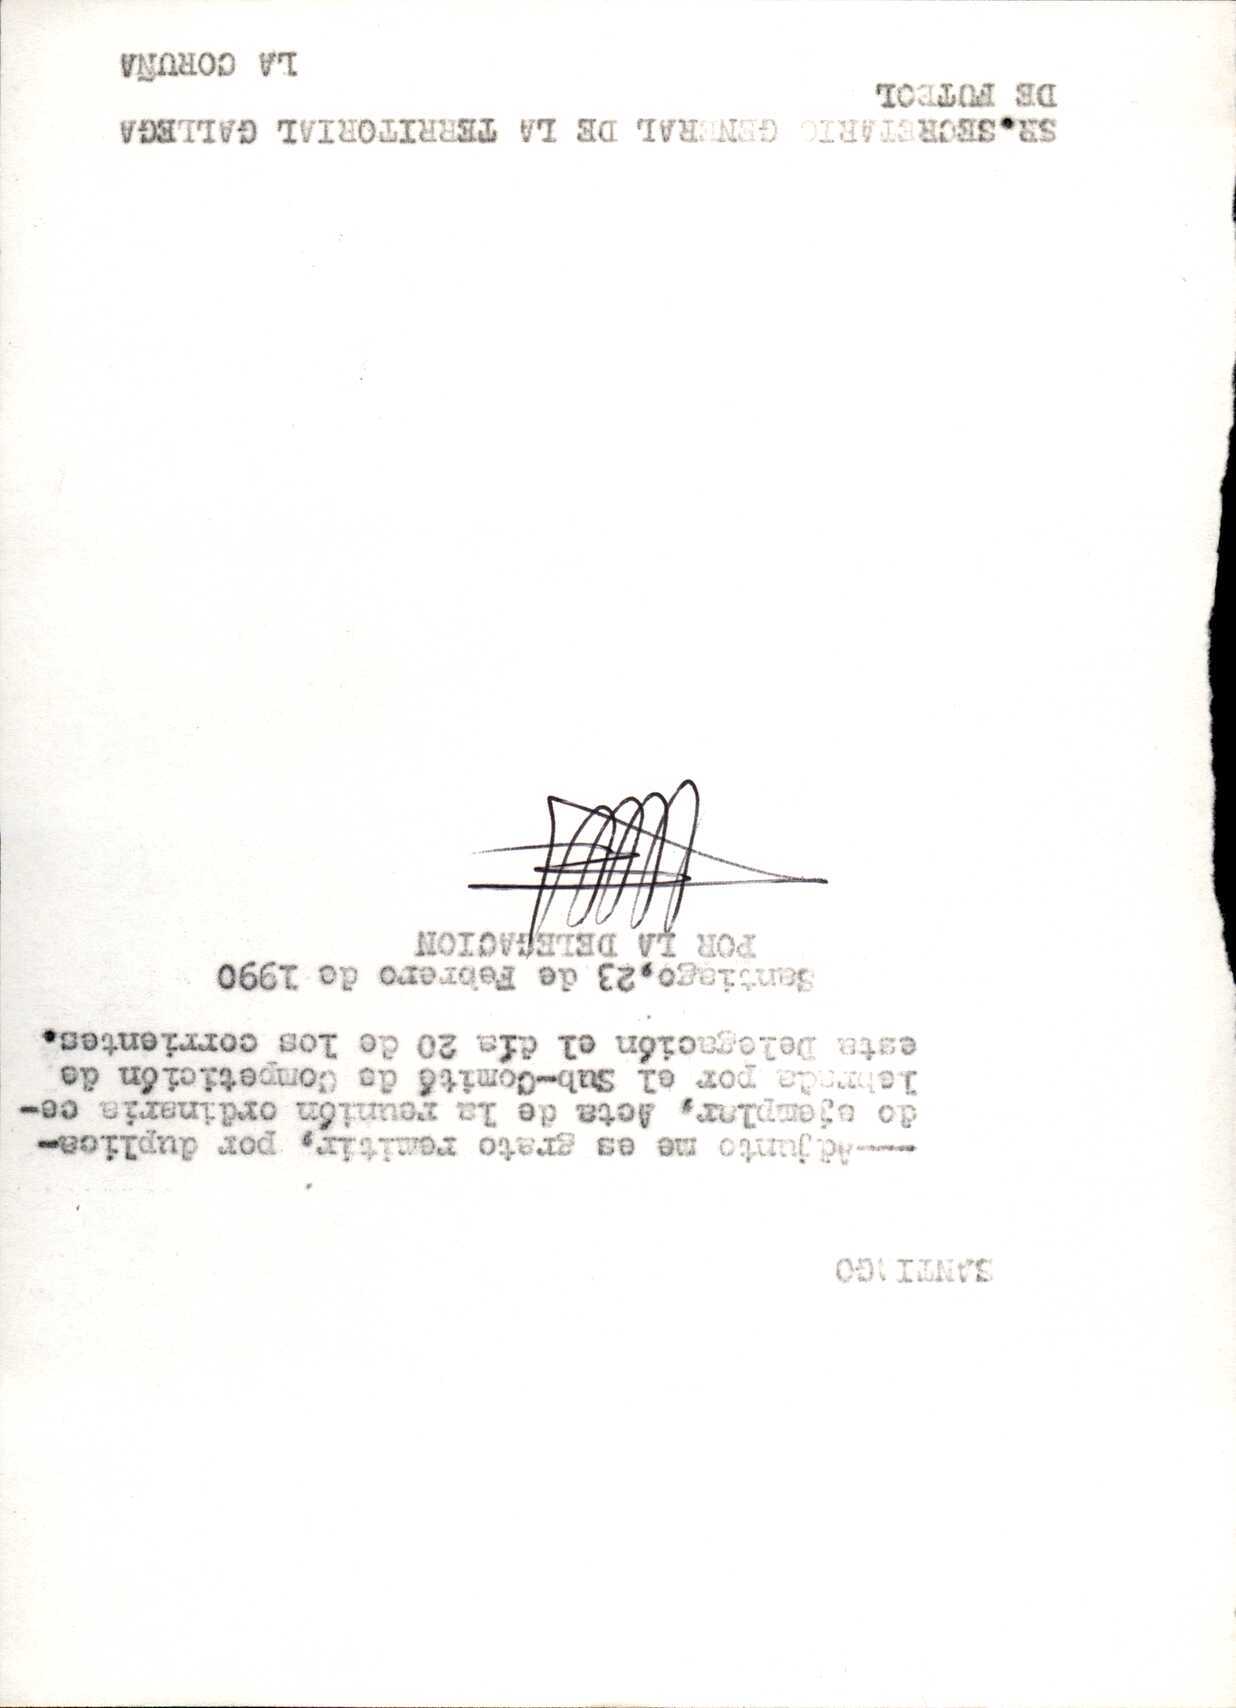 SANTIAGO
----Adjunto me es grato remitir, por duplica-
do ejemplar, Acta de la reunión ordinaria ce-
lebrada por el Sub-Comité de Competición de
esta Delegación el día 20 de los corrientes.
Santiago,23 de Febrero de 1990
POR LA DELEGACION
SR.SECRETARIO GENERAL DE LA TERRITORIAL GALLEGA
DE FUTBOL
LA CORUÑA